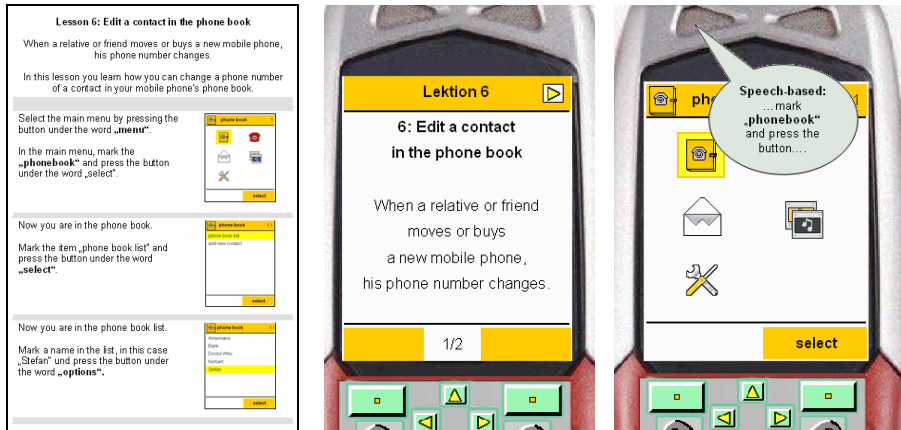 Lesson 6: Edit a contact in the phone book
When a relative or friend moves or buys a new mobile phone,
his phone number changes.
In this lesson you learn how you can change a phone number
of a contact in your mobile phone's phone book.
Select the main menu by pressing the
button under the word „menu“.
In the main menu, mark the
„phonebook“ and press the button
under the word „select“.
phone book 1
select
Now you are in the phone book.
Mark the item „phone book list“ and
press the button under the word
„select“.
phone book 1.1
phone book list
add new contact
select
Now you are in the phone book list.
Mark a name in the list, in this case
„Stefan“ und press the button under
the word „options“.
phone book
Annemarie
Bank
Doctor Who
Norbert
Stefan
select
Lektion 6
6: Edit a contact
in the phone book
When a relative or friend
moves or buys
a new mobile phone,
his phone number changes.
1/2
1
Speech-based:
...mark
„phonebook“
and press the
button....
select